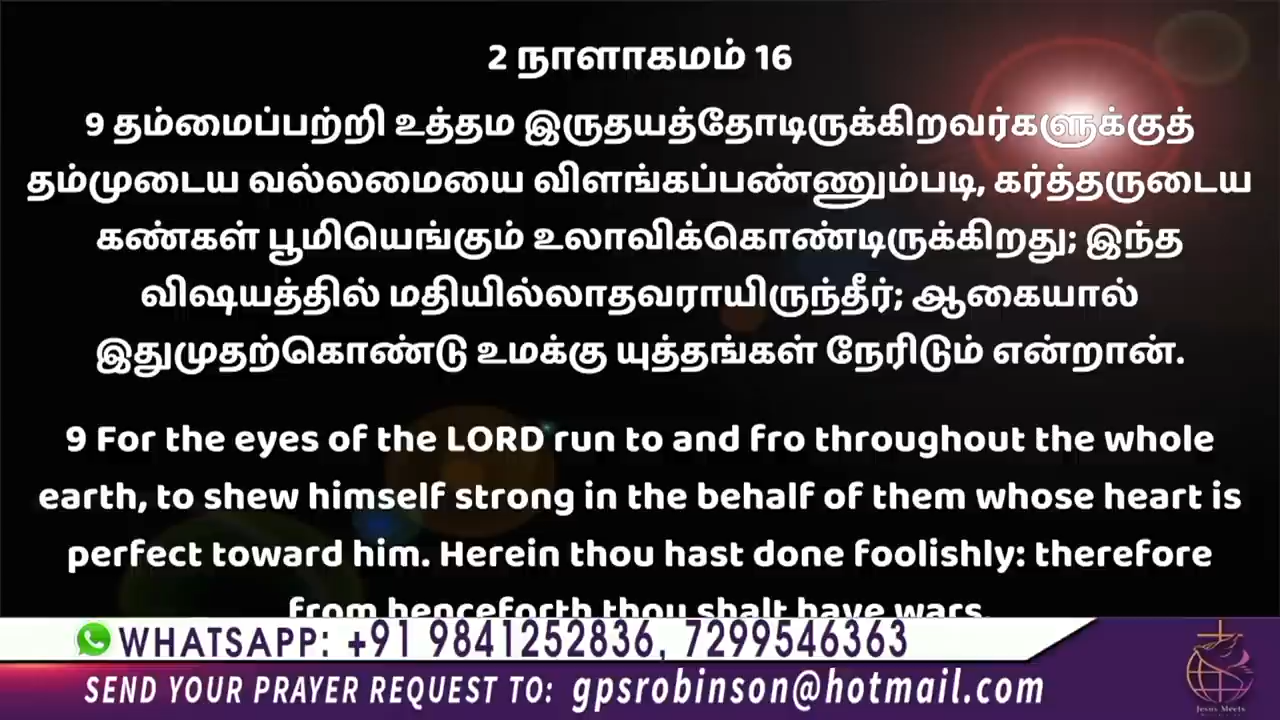 2 நாளாகமம் 16
9 தம்மைப்பற்றி உத்தம இருதயத்தோடிருக்கிறவர்களுக்குத்
தம்முடைய வல்லமையை விளங்கப்பண்ணும்படி, கர்த்தருடைய
கண்கள் பூமியெங்கும் உலாவிக்கொண்டிருக்கிறது; இந்த
விஷயத்தில் மதியில்லாதவராயிருந்தீர்; ஆகையால்
இதுமுதற்கொண்டு உமக்கு யுத்தங்கள் நேரிடும் என்றான்.
9 For the eyes of the LORD run to and fro throughout the whole
earth, to shew himself strong in the behalf of them whose heart is
perfect toward him. Herein thou hast done foolishly: therefore
from henceforth thou shalt have wars.
WHATSAPP: +91 9841252836, 7299546363
SEND YOUR PRAYER REQUEST TO: gpsrobinson@hotmail.com
Jesus Meets